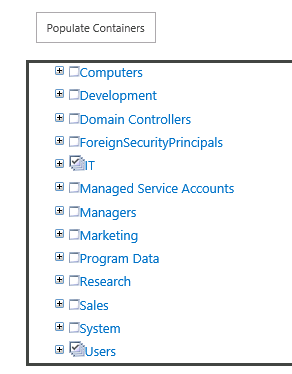 Populate Containers
Computers
Development
Domain Controllers
ForeignSecurityPrincipals
IT
Managed Service Accounts
Managers
Marketing
Program Data
Research
Sales
System
Users